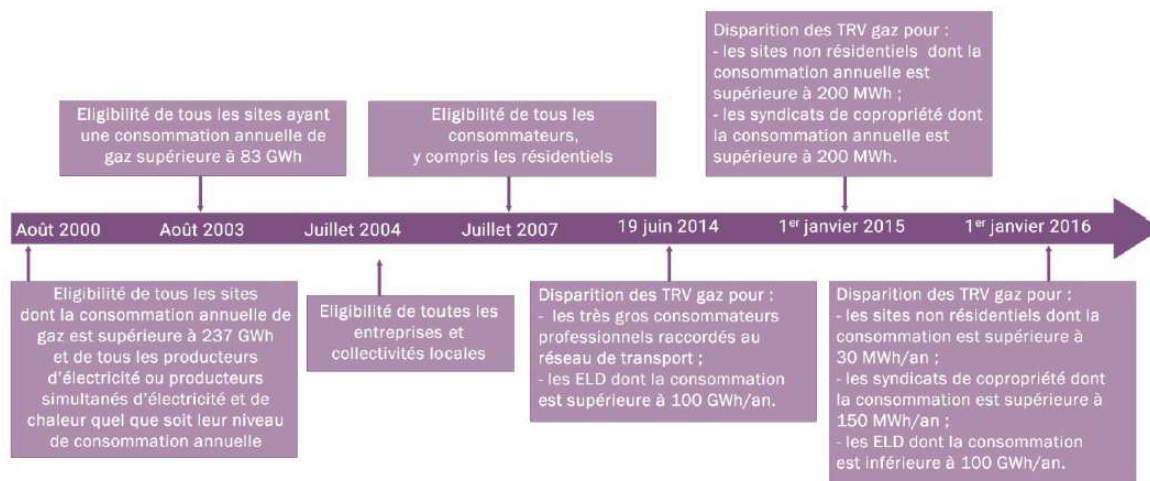 Disparition des TRV gaz pour :
- les sites non résidentiels dont la
consommation annuelle est
supérieure à 200 MWh ;
- les syndicats de copropriété dont
la consommation annuelle est
supérieure à 200 MWh.
Eligibilité de tous les sites ayant
une consommation annuelle de
gaz supérieure à 83 GWh
Eligibilité de tous les
consommateurs,
y compris les résidentiels
Août 2000 Août 2003 Juillet 2004 Juillet 2007 19 juin 2014 1er janvier 2015 1er janvier 2016
Eligibilité de tous les sites
dont la consommation annuelle de
gaz est supérieure à 237 GWh
et de tous les producteurs
d'électricité ou producteurs
simultanés d'électricité et de
chaleur quel que soit leur niveau
de consommation annuelle
Eligibilité de toutes les
entreprises et
collectivités locales
Disparition des TRV gaz pour :
- les très gros consommateurs
professionnels raccordés au
réseau de transport ;
- les ELD dont la consommation
est supérieure à 100 GWh/an.
Disparition des TRV gaz pour :
- les sites non résidentiels dont la
consommation est supérieure à
30 MWh/an ;
- les syndicats de copropriété dont
la consommation est supérieure à
150 MWh/an ;
- les ELD dont la consommation
est inférieure à 100 GWh/an.